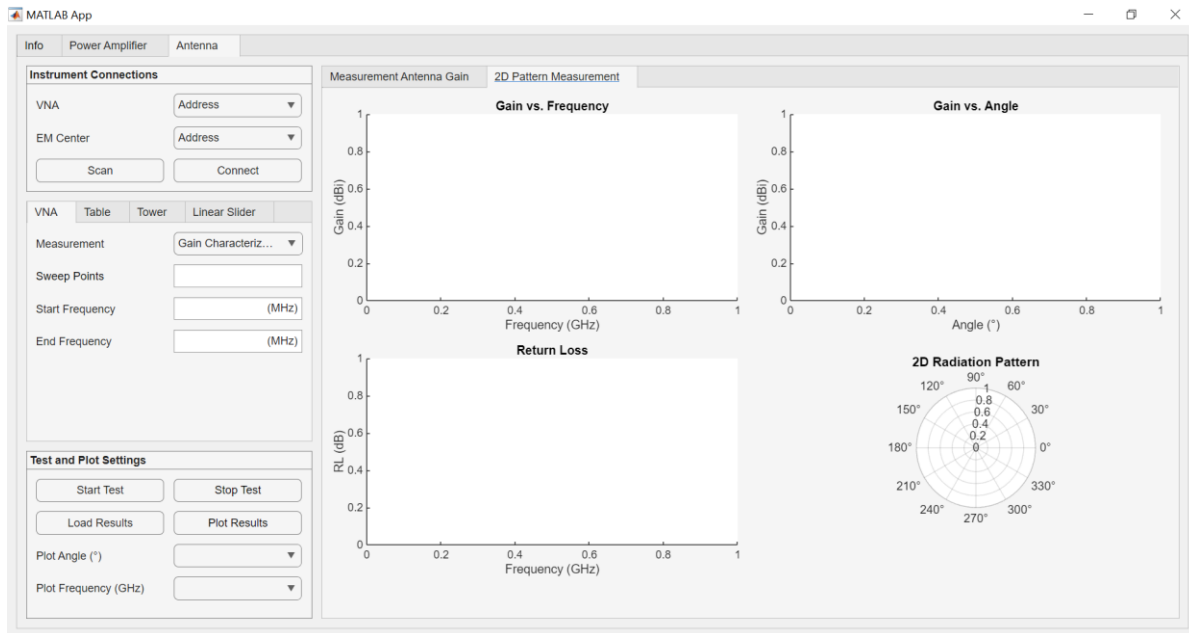 MATLAB App
Info Power Amplifier Antenna
Instrument Connections
VNA Address
EM Center Address
Scan Connect
VNA Table Tower Linear Slider
Measurement Gain Characteriz...
Sweep Points
Start Frequency (MHz)
End Frequency (MHz)
Test and Plot Settings
Start Test Stop Test
Load Results Plot Results
Plot Angle (°)
Plot Frequency (GHz)
Measurement Antenna Gain 2D Pattern Measurement
Gain vs. Frequency
1
0.8
0.6
0.4
0.2
0
Gain (dBi)
0 0.2 0.4 0.6 0.8 1
Frequency (GHz)
Gain vs. Angle
1
0.8
0.6
0.4
0.2
0
Gain (dBi)
0 0.2 0.4 0.6 0.8 1
Angle (°)
Return Loss
1
0.8
0.6
0.4
0.2
0
RL (dB)
0 0.2 0.4 0.6 0.8 1
Frequency (GHz)
2D Radiation Pattern
90°
120° 1 60°
0.8
150° 0.6 30°
0.4
0.2
180° 0 0°
210° 330°
240° 300°
270°